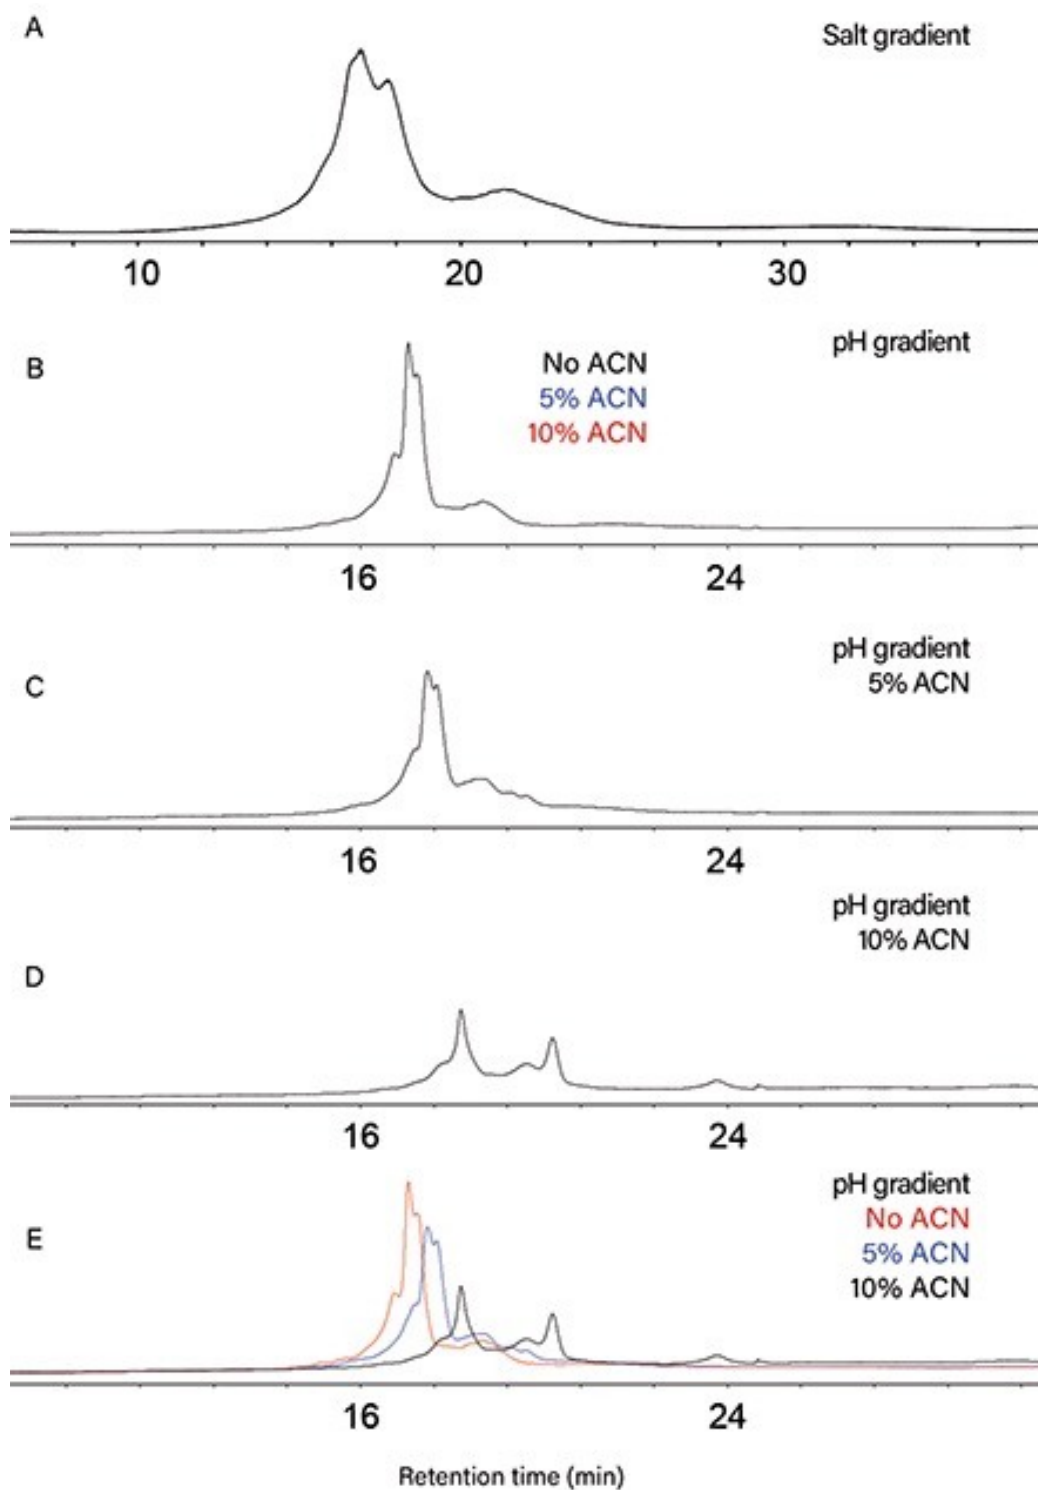 A
Salt gradient
10 20 30
B
pH gradient
No ACN
5% ACN
10% ACN
16 24
C
pH gradient
5% ACN
16 24
D
pH gradient
10% ACN
16 24
E
pH gradient
No ACN
5% ACN
10% ACN
16 24
Retention time (min)